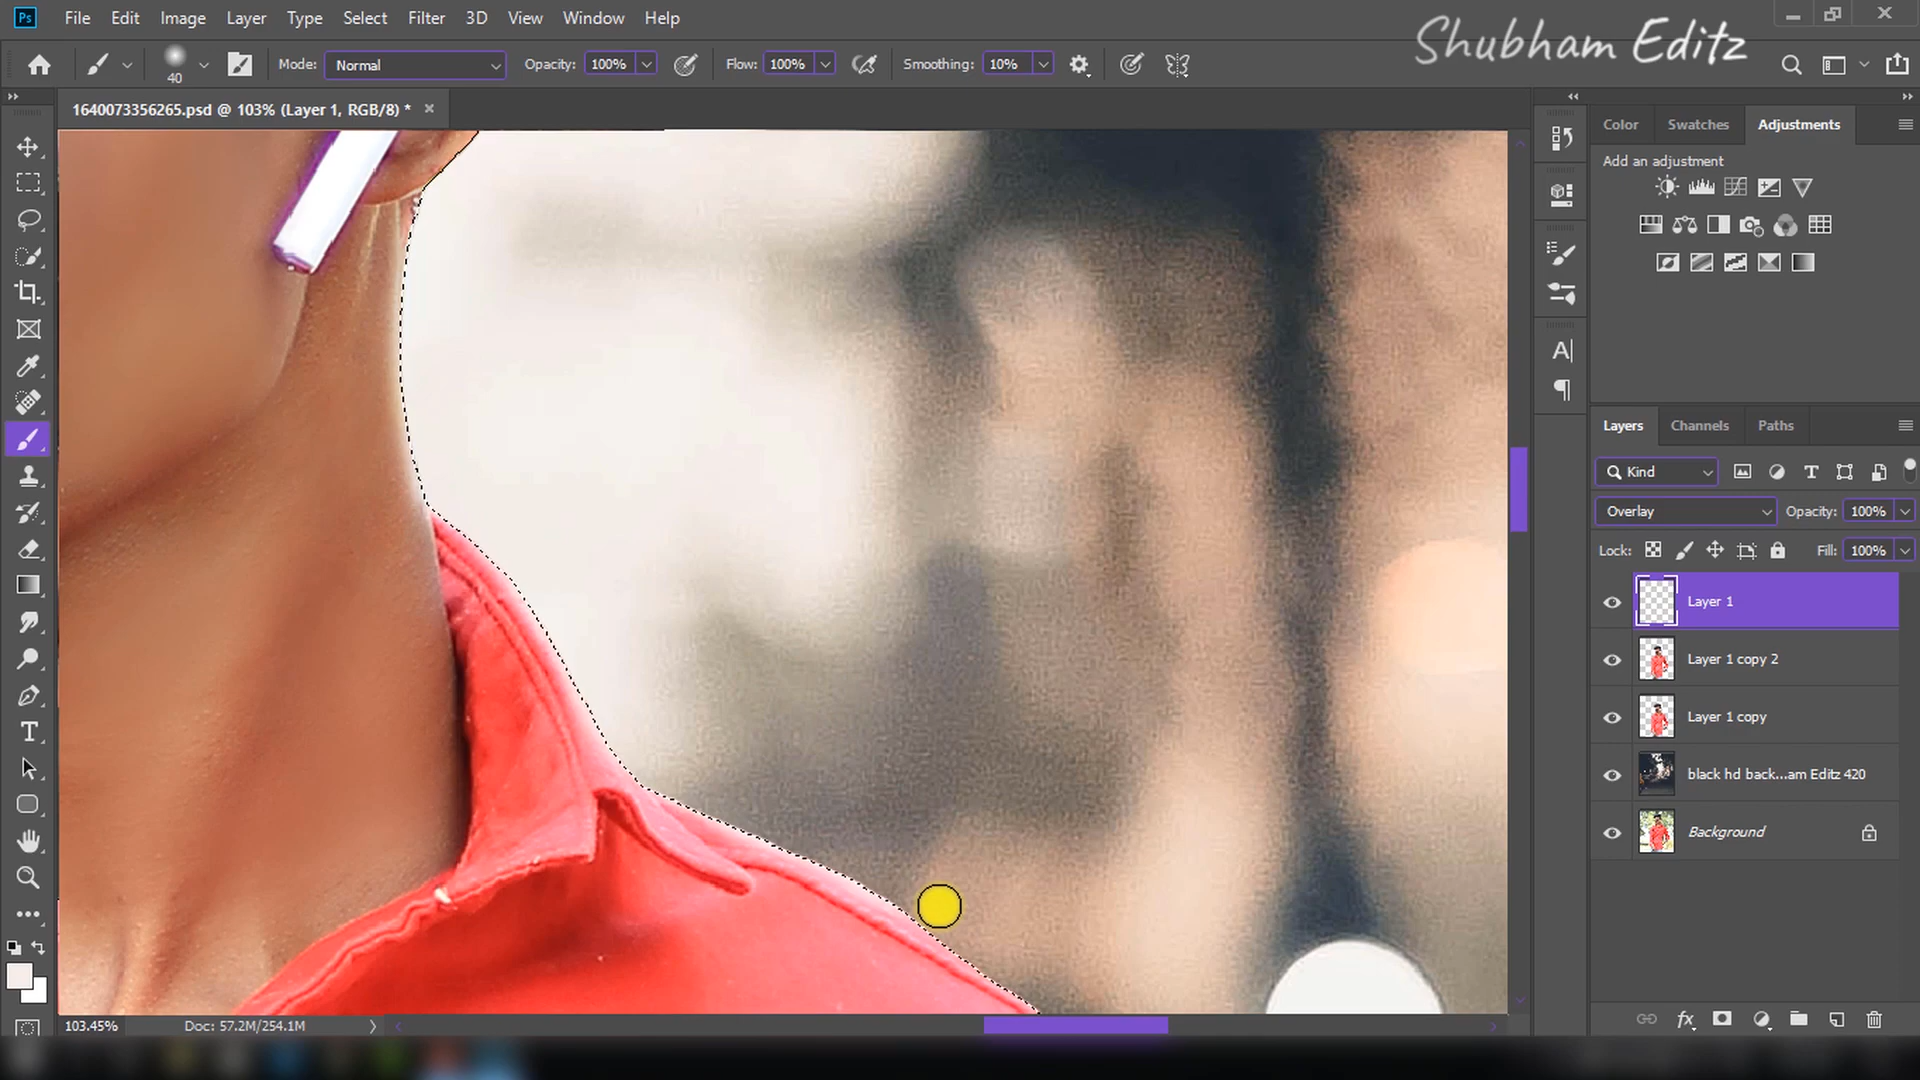 Ps File Edit Image Layer Type Select Filter 3D View Window Help
Shubham Editz
40 Mode: Normal Opacity: 100% Flow: 100% Smoothing: 10%
1640073356265.psd @ 103% (Layer 1, RGB/8) *
Color Swatches Adjustments
Add an adjustment
Layers Channels Paths
Kind
Overlay Opacity: 100%
Lock: Fill: 100%
Layer 1
Layer 1 copy 2
Layer 1 copy
black hd back...am Editz 420
Background
103.45% Doc: 57.2M/254.1M